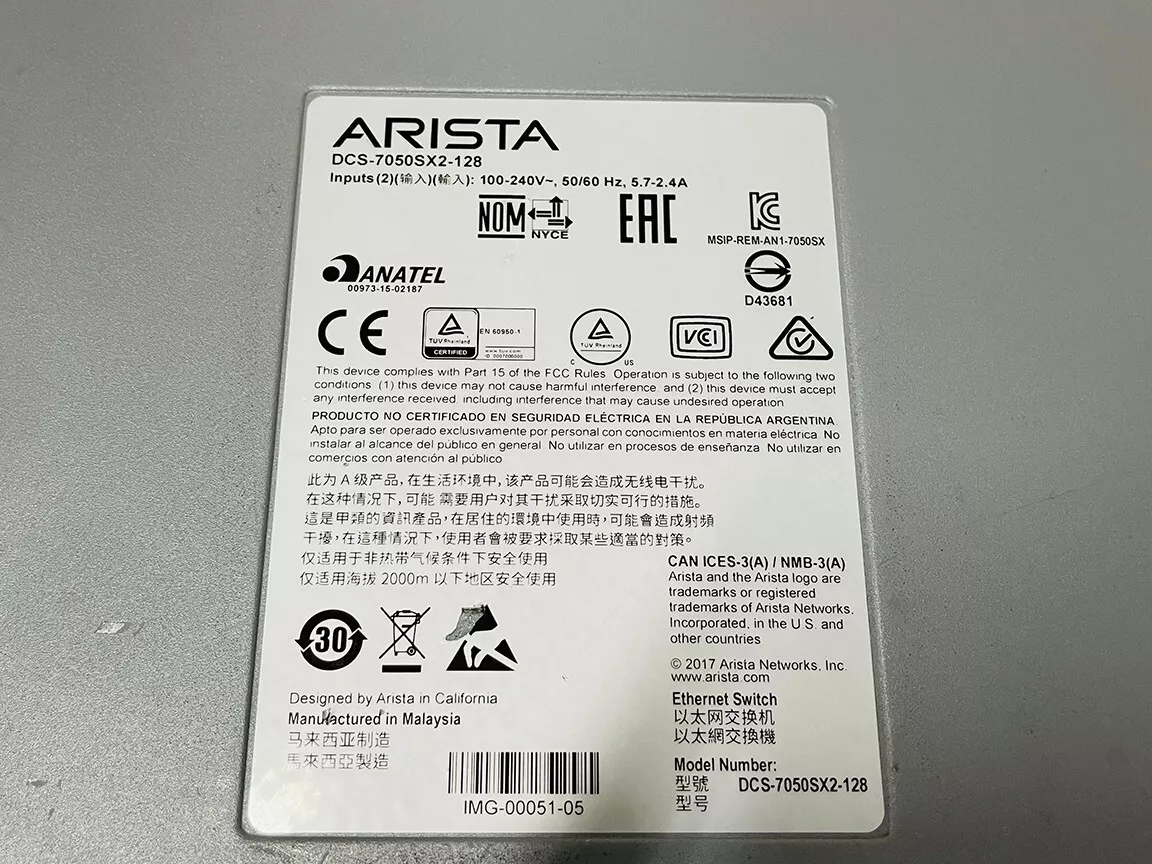 ARISTA
DCS-7050SX2-128
Inputs(2)(输入)(輸入): 100-240V~, 50/60 Hz, 5.7-2.4A
NOM
NYCE
EAC
MSIP-REM-AN1-7050SX
ANATEL
00973-15-02187
D43681
CE
TUV Rheinland
CERTIFIED
EN 60950-1
www.tuv.com
ID 0007000000
TUV Rheinland
C US
VCI
This device complies with Part 15 of the FCC Rules. Operation is subject to the following two
conditions: (1) this device may not cause harmful interference, and (2) this device must accept
any interference received, including interference that may cause undesired operation
PRODUCTO NO CERTIFICADO EN SEGURIDAD ELÉCTRICA EN LA REPÚBLICA ARGENTINA.
Apto para ser operado exclusivamente por personal con conocimientos en materia eléctrica. No
instalar al alcance del público en general. No utilizar en procesos de enseñanza. No utilizar en
comercios con atención al público
此为 A 级产品, 在生活环境中, 该产品可能会造成无线电干扰。
在这种情况下, 可能 需要用户对其干扰采取切实可行的措施。
這是甲類的資訊產品, 在居住的環境中使用時, 可能會造成射頻
干擾, 在這種情況下, 使用者會被要求採取某些適當的對策。
仅适用于非热带气候条件下安全使用
仅适用海拔 2000m 以下地区安全使用
CAN ICES-3(A) / NMB-3(A)
Arista and the Arista logo are
trademarks or registered
trademarks of Arista Networks,
Incorporated, in the U.S. and
other countries
30
© 2017 Arista Networks, Inc.
www.arista.com
Designed by Arista in California
Manufactured in Malaysia
马来西亚制造
馬來西亞製造
Ethernet Switch
以太网交换机
以太網交換機
Model Number:
型號 DCS-7050SX2-128
型号
IMG-00051-05